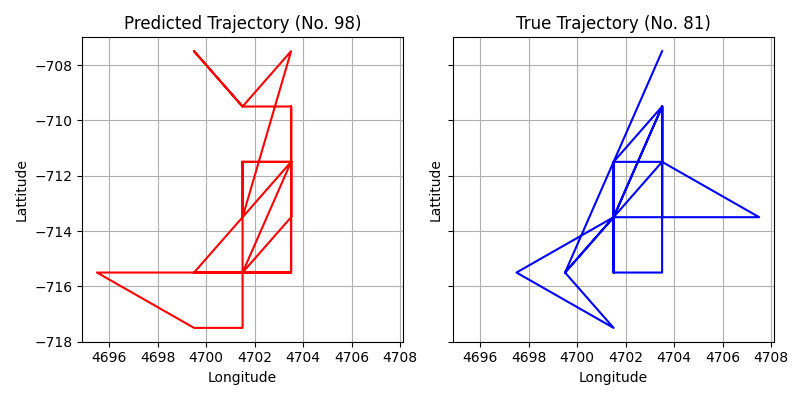 Predicted Trajectory (No. 98)
True Trajectory (No. 81)
−708
−710
−712
−714
−716
−718
Lattitude
Lattitude
4696 4698 4700 4702 4704 4706 4708
4696 4698 4700 4702 4704 4706 4708
Longitude
Longitude